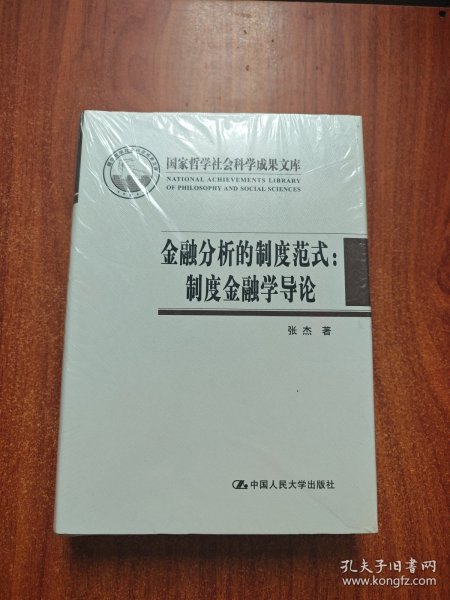 国家哲学社会科学成果文库
NATIONAL ACHIEVEMENTS LIBRARY
OF PHILOSOPHY AND SOCIAL SCIENCES
金融分析的制度范式：
制度金融学导论
张杰 著
中国人民大学出版社
孔夫子旧书网
www.kongfz.com